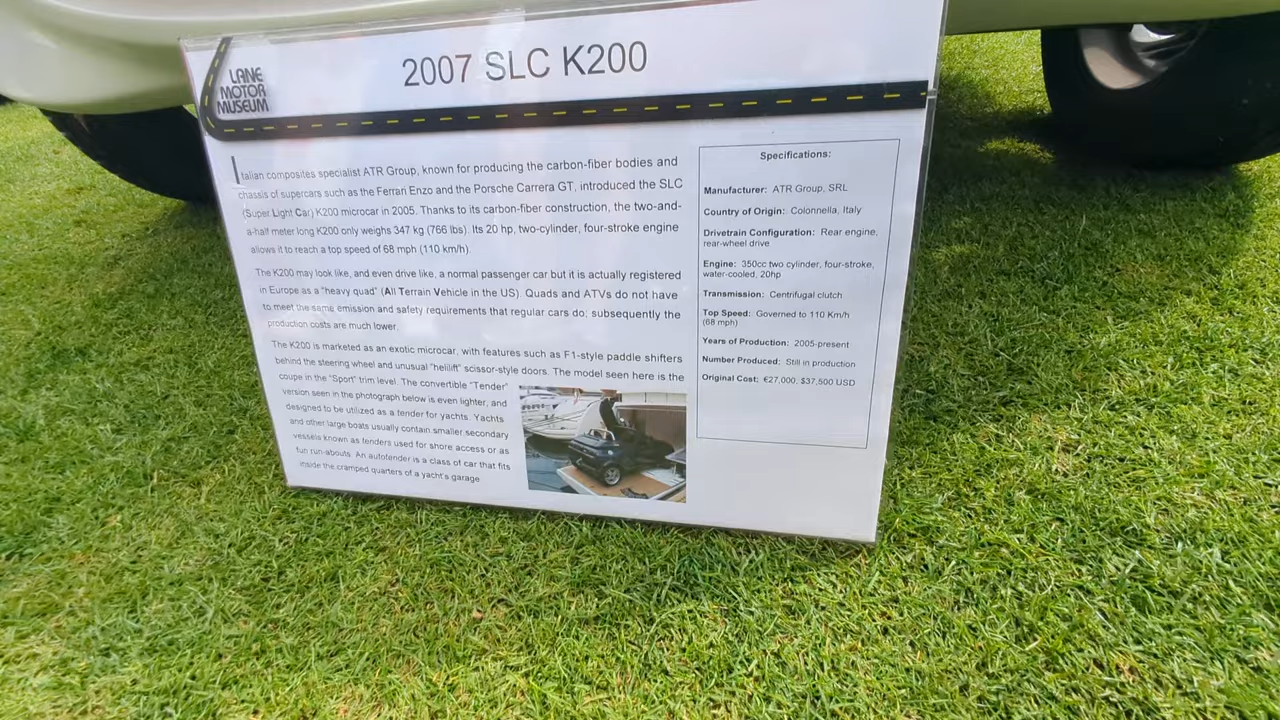 LANE
MOTOR
MUSEUM
2007 SLC K200
Italian composites specialist ATR Group, known for producing the carbon-fiber bodies and
chassis of supercars such as the Ferrari Enzo and the Porsche Carrera GT, introduced the SLC
(Super Light Car) K200 microcar in 2005. Thanks to its carbon-fiber construction, the two-and-
a-half meter long K200 only weighs 347 kg (766 lbs). Its 20 hp, two-cylinder, four-stroke engine
allows it to reach a top speed of 68 mph (110 km/h).
The K200 may look like, and even drive like, a normal passenger car but it is actually registered
in Europe as a "heavy quad" (All Terrain Vehicle in the US). Quads and ATVs do not have
to meet the same emission and safety requirements that regular cars do; subsequently the
production costs are much lower.
The K200 is marketed as an exotic microcar, with features such as F1-style paddle shifters
behind the steering wheel and unusual "helilift" scissor-style doors. The model seen here is the
coupe in the "Sport" trim level. The convertible "Tender"
version seen in the photograph below is even lighter, and
designed to be utilized as a tender for yachts. Yachts
and other large boats usually contain smaller secondary
vessels known as tenders used for shore access or as
fun run-abouts. An autotender is a class of car that fits
inside the cramped quarters of a yacht's garage
Specifications:
Manufacturer: ATR Group, SRL
Country of Origin: Colonnella, Italy
Drivetrain Configuration: Rear engine,
rear-wheel drive
Engine: 350cc two cylinder, four-stroke,
water-cooled, 20hp
Transmission: Centrifugal clutch
Top Speed: Governed to 110 Km/h
(68 mph)
Years of Production: 2005-present
Number Produced: Still in production
Original Cost: €27,000, $37,500 USD